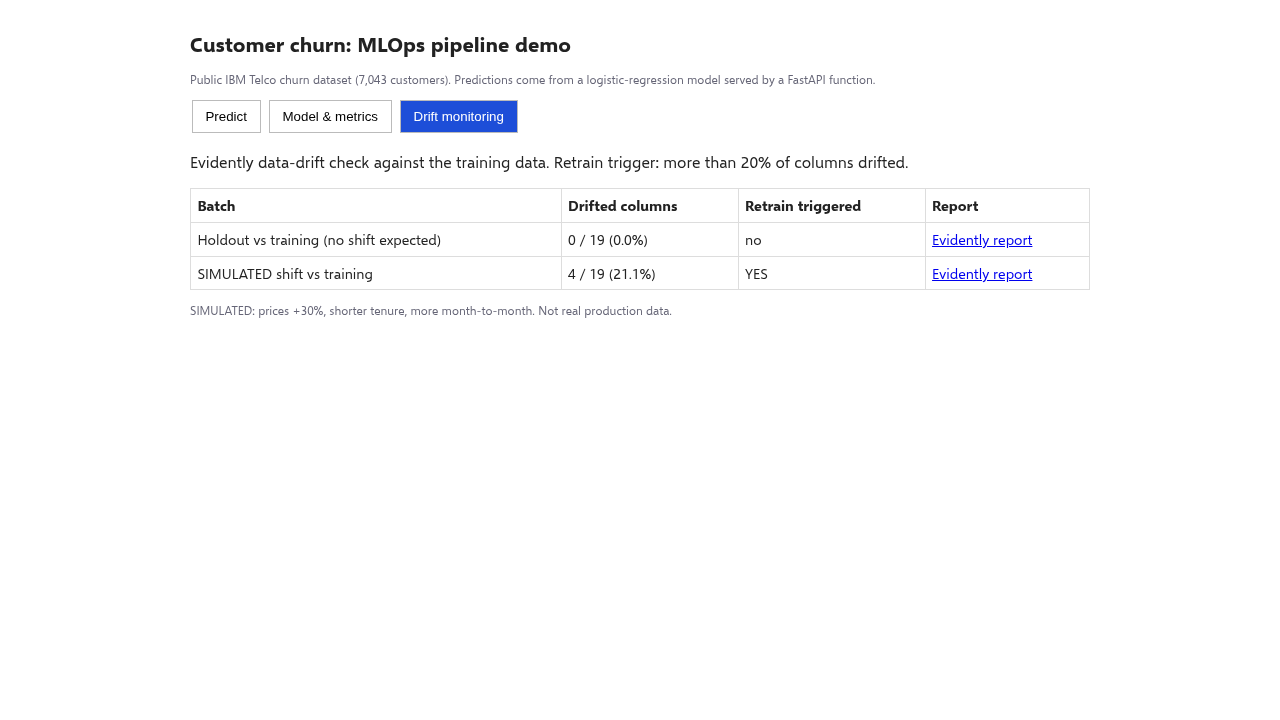 Customer churn: MLOps pipeline demo
Public IBM Telco churn dataset (7,043 customers). Predictions come from a logistic-regression model served by a FastAPI function.
Predict Model & metrics Drift monitoring
Evidently data-drift check against the training data. Retrain trigger: more than 20% of columns drifted.
Batch Drifted columns Retrain triggered Report
Holdout vs training (no shift expected) 0 / 19 (0.0%) no Evidently report
SIMULATED shift vs training 4 / 19 (21.1%) YES Evidently report
SIMULATED: prices +30%, shorter tenure, more month-to-month. Not real production data.